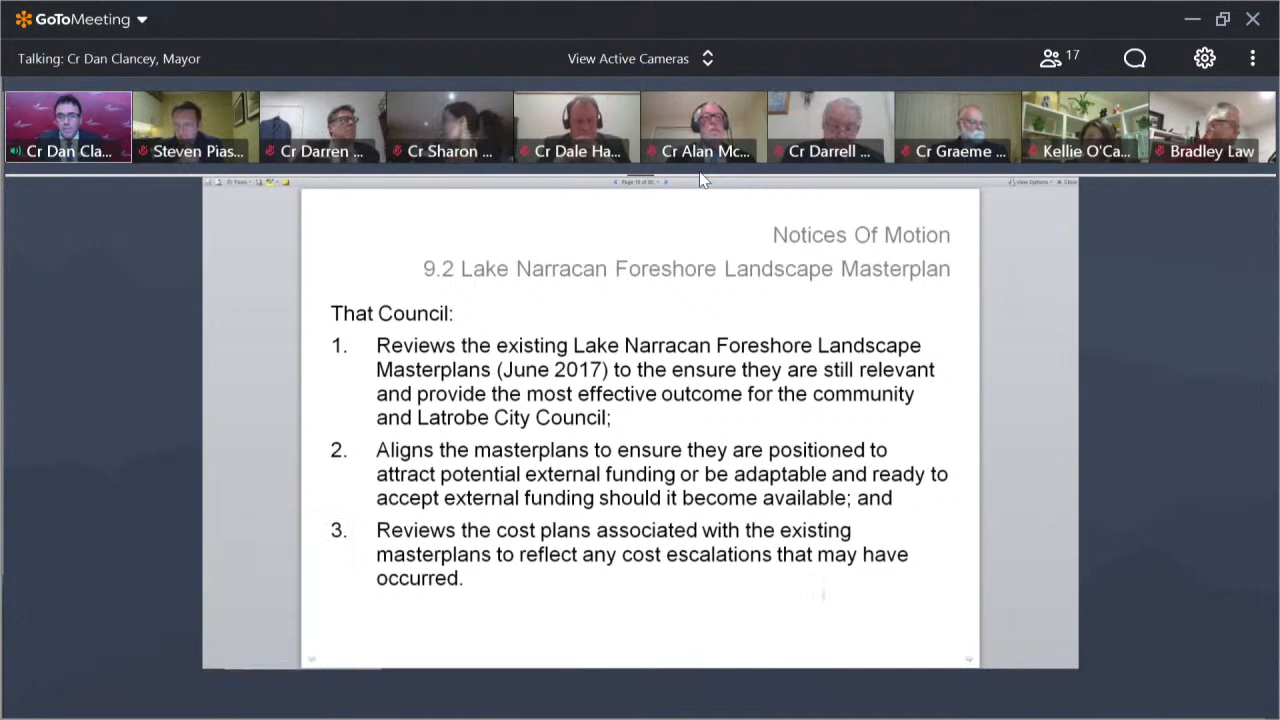 GoToMeeting
Talking: Cr Dan Clancey, Mayor
View Active Cameras
17
Cr Dan Cla...
Steven Pias...
Cr Darren ...
Cr Sharon ...
Cr Dale Ha...
Cr Alan Mc...
Cr Darrell ...
Cr Graeme ...
Kellie O'Ca...
Bradley Law
View Options
Close
Notices Of Motion
9.2 Lake Narracan Foreshore Landscape Masterplan
That Council:
1. Reviews the existing Lake Narracan Foreshore Landscape
Masterplans (June 2017) to the ensure they are still relevant
and provide the most effective outcome for the community
and Latrobe City Council;
2. Aligns the masterplans to ensure they are positioned to
attract potential external funding or be adaptable and ready to
accept external funding should it become available; and
3. Reviews the cost plans associated with the existing
masterplans to reflect any cost escalations that may have
occurred.